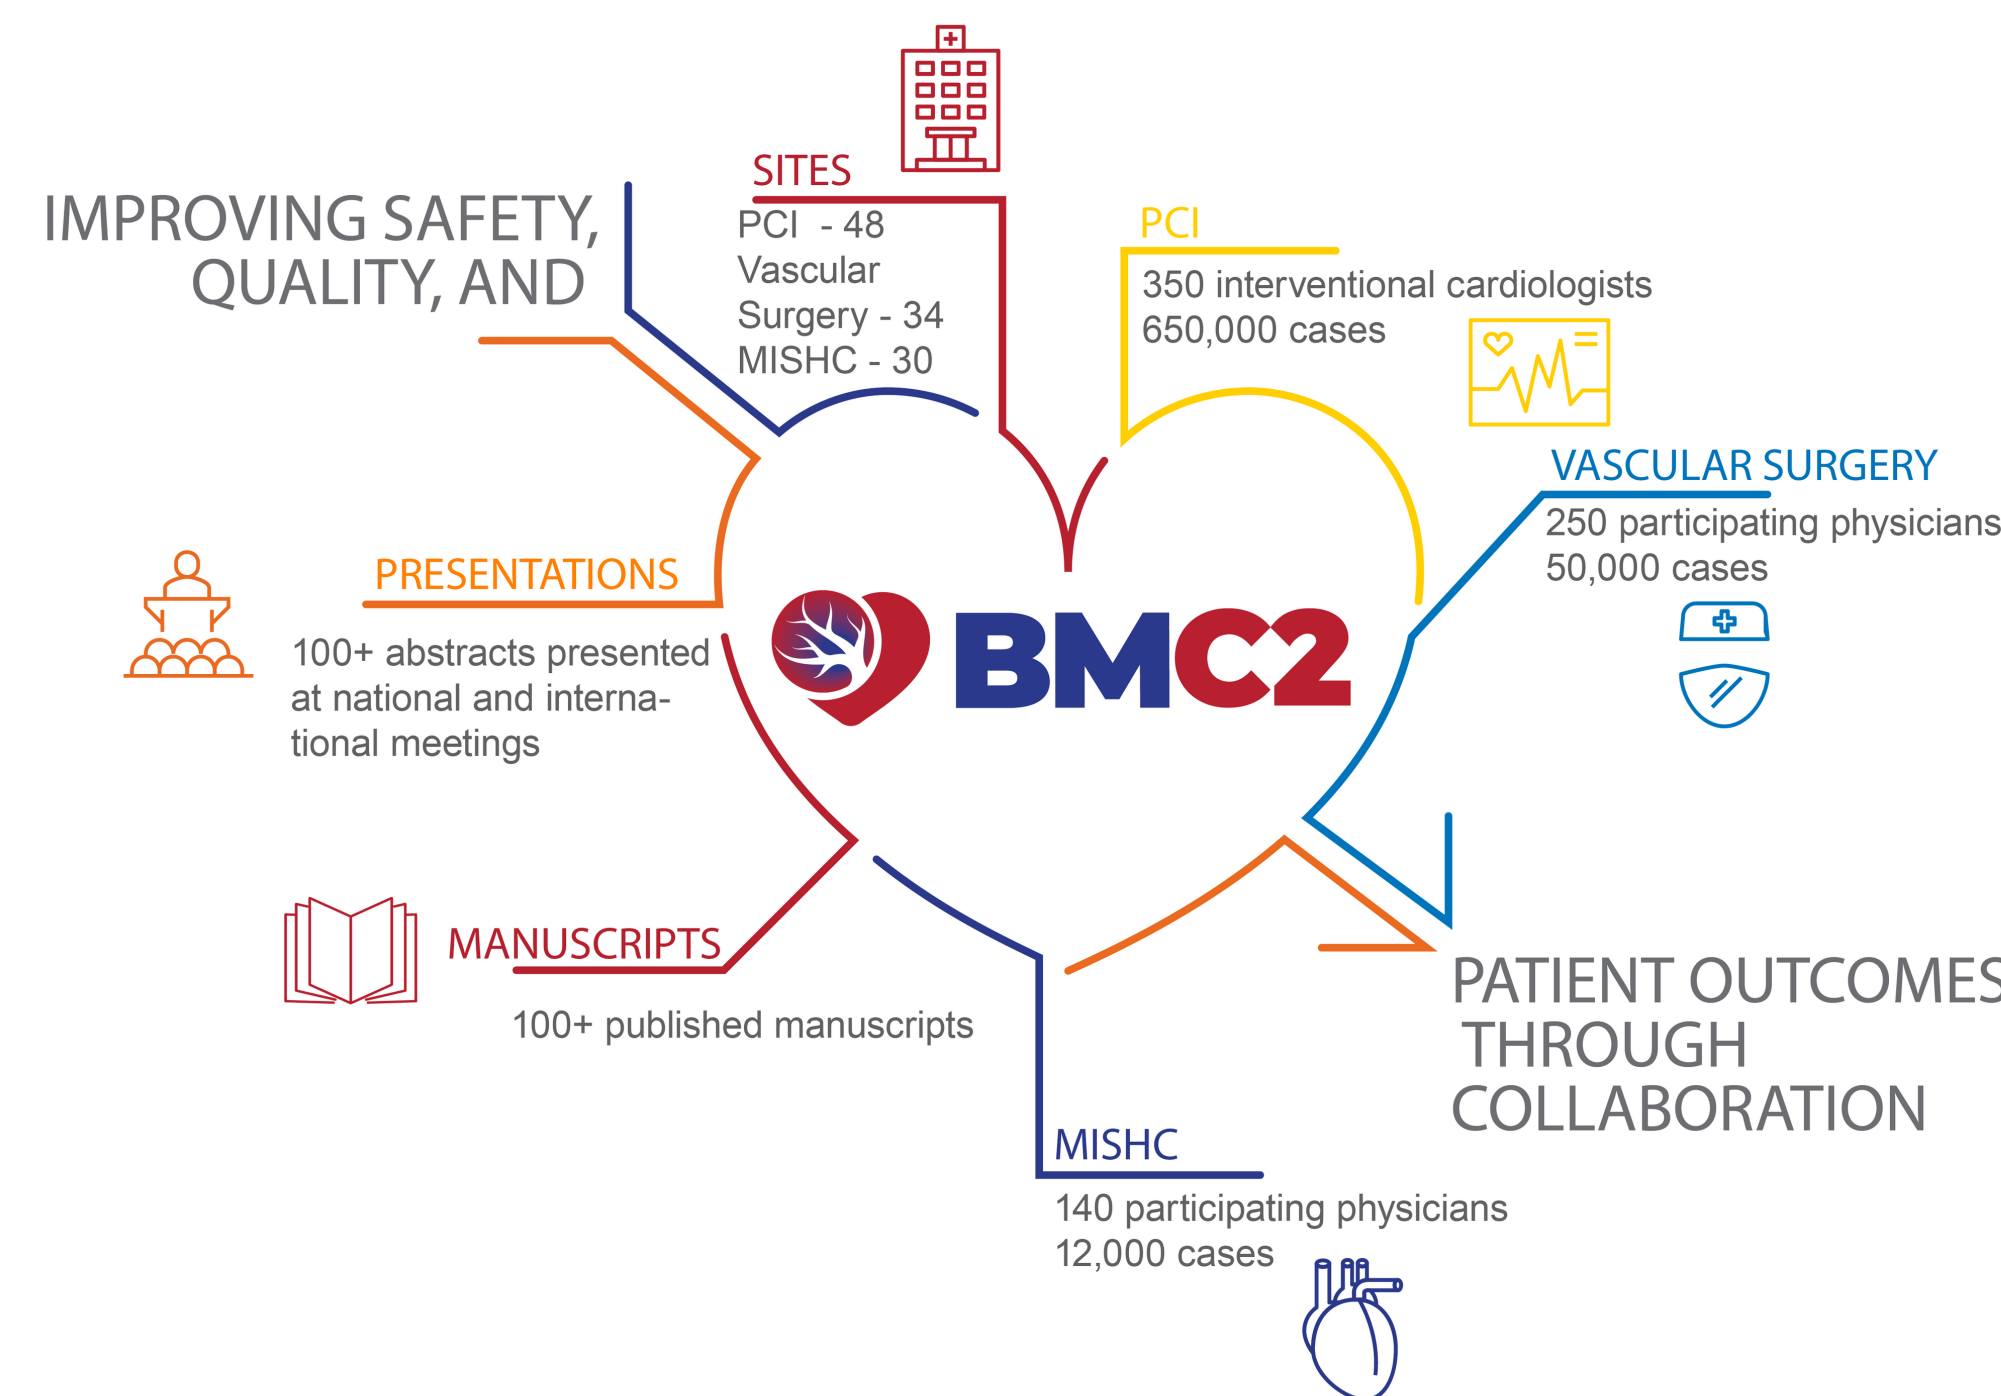 IMPROVING SAFETY,
QUALITY, AND
SITES
PCI - 48
Vascular
Surgery - 34
MISHC - 30
PCI
350 interventional cardiologists
650,000 cases
VASCULAR SURGERY
250 participating physicians
50,000 cases
PRESENTATIONS
100+ abstracts presented
at national and interna-
tional meetings
BMC2
MANUSCRIPTS
100+ published manuscripts
PATIENT OUTCOMES
THROUGH
COLLABORATION
MISHC
140 participating physicians
12,000 cases